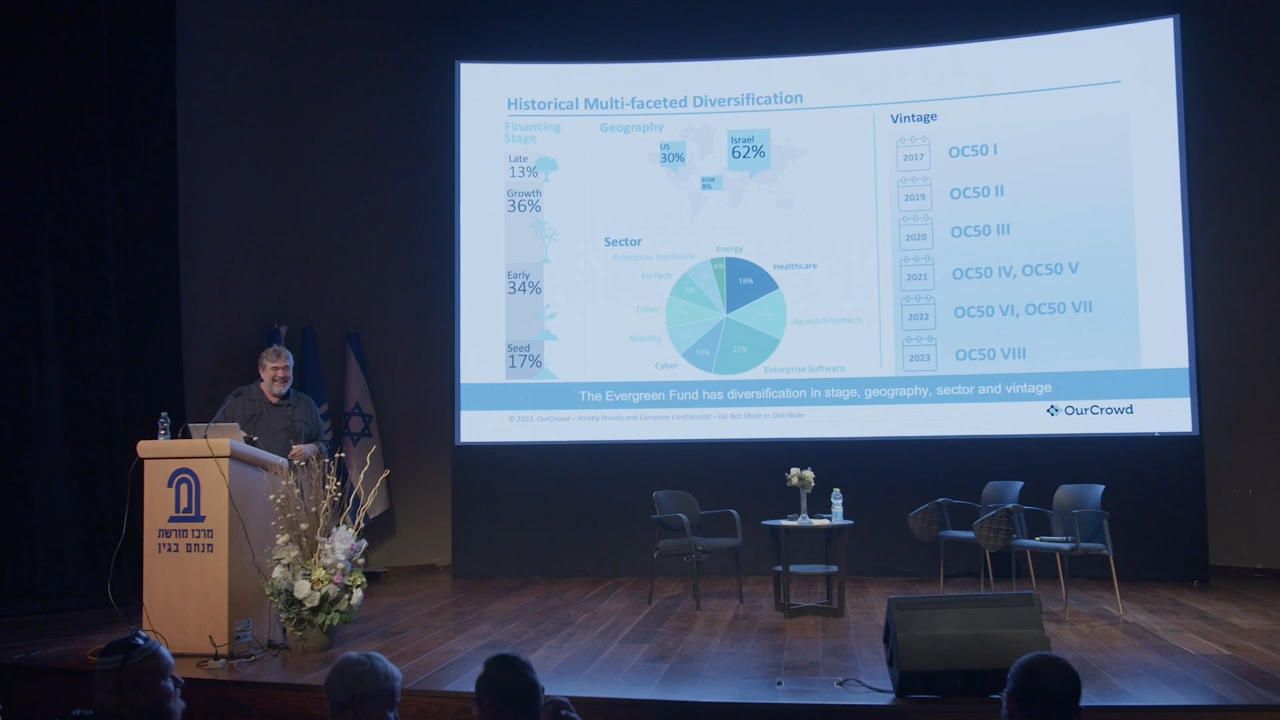 Historical Multi-faceted Diversification
Financing
Stage
Late
13%
Growth
36%
Early
34%
Seed
17%
Geography
US
30%
Israel
62%
ROW
8%
Sector
Energy
Healthcare
18%
Agtech/Foodtech
14%
Enterprise Software
22%
Cyber
10%
Mobility
Other
FinTech
Enterprise Hardware
Vintage
2017
OC50 I
2019
OC50 II
2020
OC50 III
2021
OC50 IV, OC50 V
2022
OC50 VI, OC50 VII
2023
OC50 VIII
The Evergreen Fund has diversification in stage, geography, sector and vintage
© 2023, OurCrowd – Strictly Private and Company Confidential – Do Not Share or Distribute
OurCrowd
מרכז מורשת
מנחם בגין